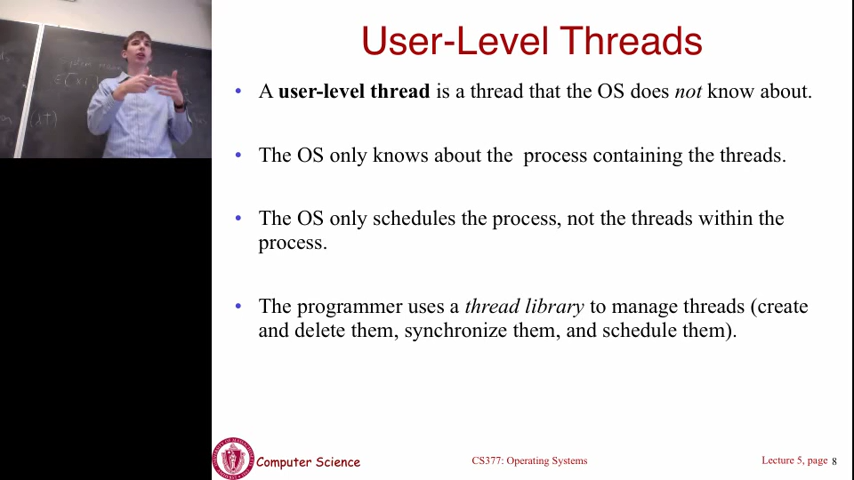 User-Level Threads
• A user-level thread is a thread that the OS does not know about.
• The OS only knows about the process containing the threads.
• The OS only schedules the process, not the threads within the
process.
• The programmer uses a thread library to manage threads (create
and delete them, synchronize them, and schedule them).
Computer Science
CS377: Operating Systems
Lecture 5, page 8